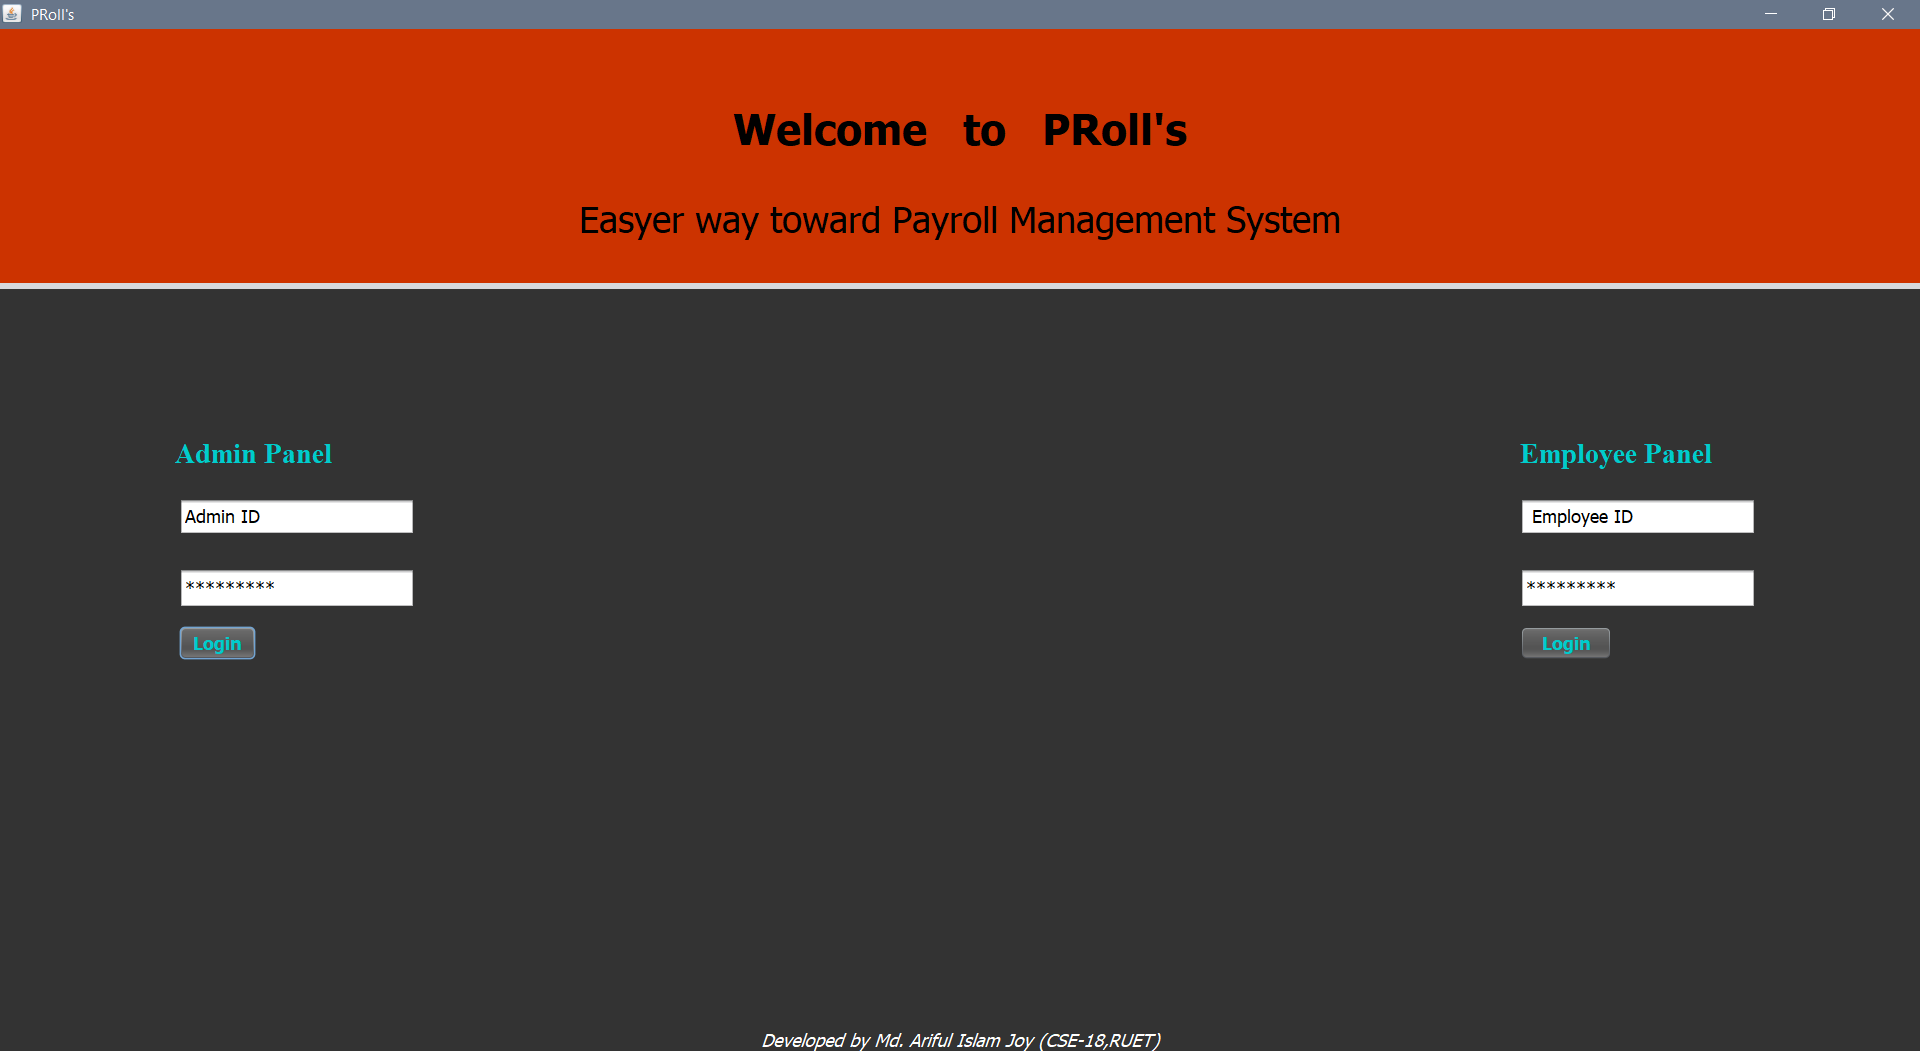 PRoll's
Welcome to PRoll's
Easyer way toward Payroll Management System
Admin Panel
Admin ID
*********
Login
Employee Panel
Employee ID
*********
Login
Developed by Md. Ariful Islam Joy (CSE-18,RUET)